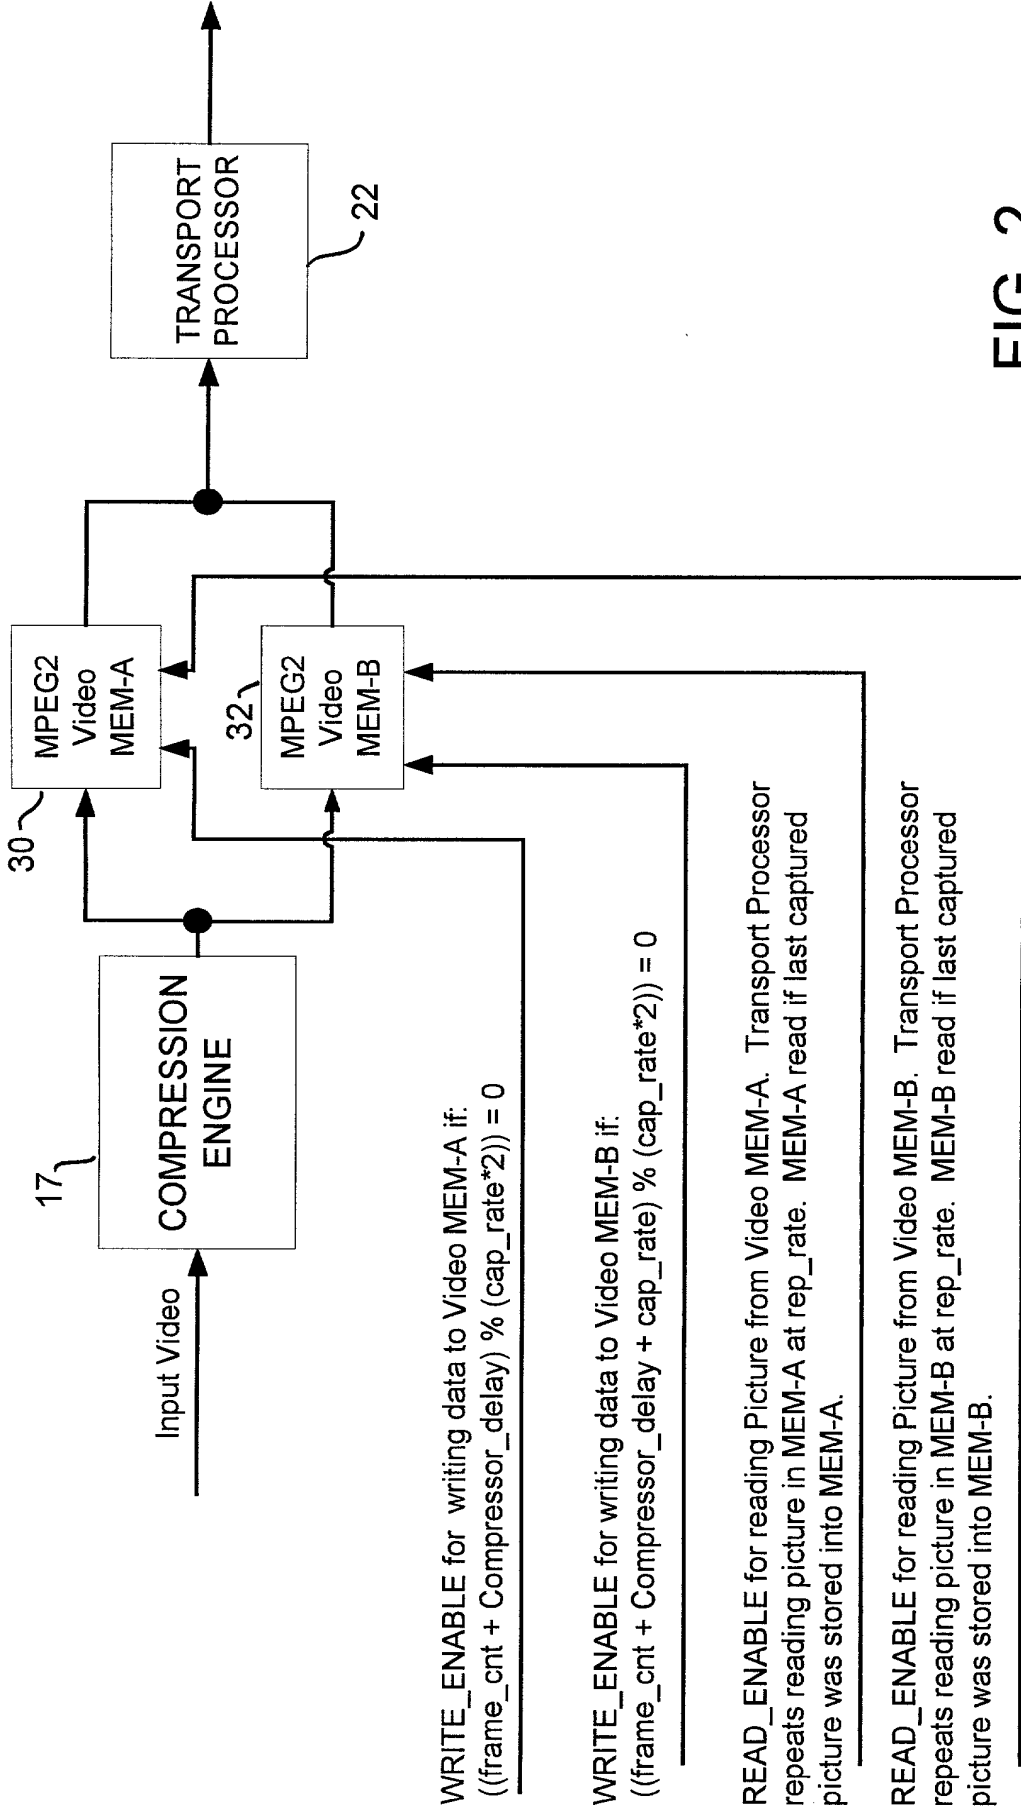 Input Video
17
COMPRESSION
ENGINE
30
MPEG2
Video
MEM-A
32
MPEG2
Video
MEM-B
TRANSPORT
PROCESSOR
22
WRITE_ENABLE for writing data to Video MEM-A if:
((frame_cnt + Compressor_delay) % (cap_rate*2)) = 0
WRITE_ENABLE for writing data to Video MEM-B if:
((frame_cnt + Compressor_delay + cap_rate) % (cap_rate*2)) = 0
READ_ENABLE for reading Picture from Video MEM-A. Transport Processor
repeats reading picture in MEM-A at rep_rate. MEM-A read if last captured
picture was stored into MEM-A.
READ_ENABLE for reading Picture from Video MEM-B. Transport Processor
repeats reading picture in MEM-B at rep_rate. MEM-B read if last captured
picture was stored into MEM-B.
FIG. 2